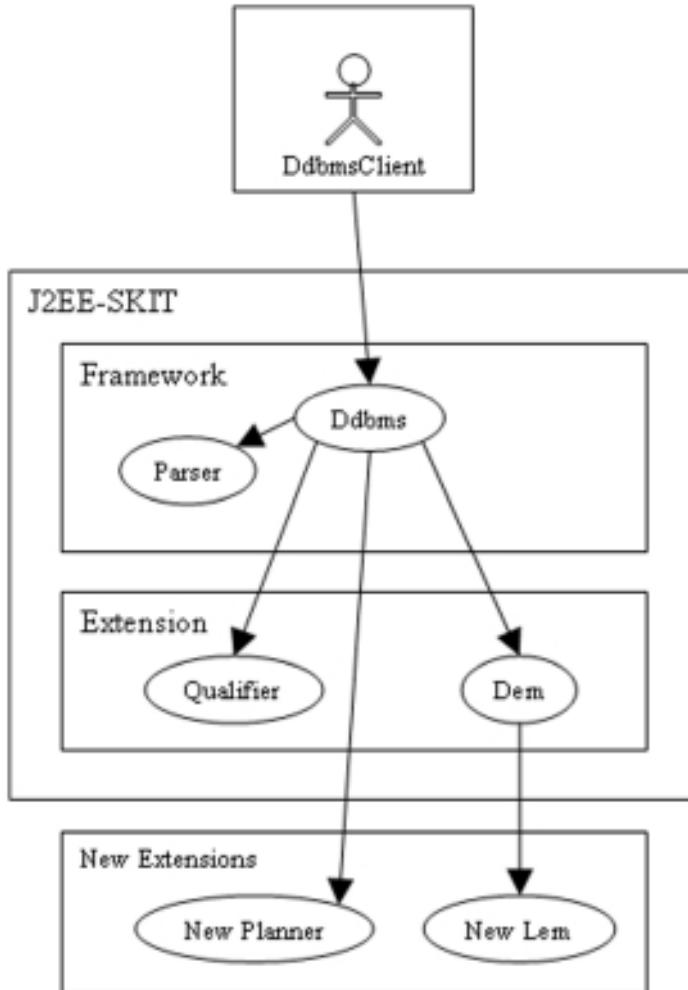 DdbmsClient
J2EE-SKIT
Framework
Ddbms
Parser
Extension
Qualifier
Dem
New Extensions
New Planner
New Lem